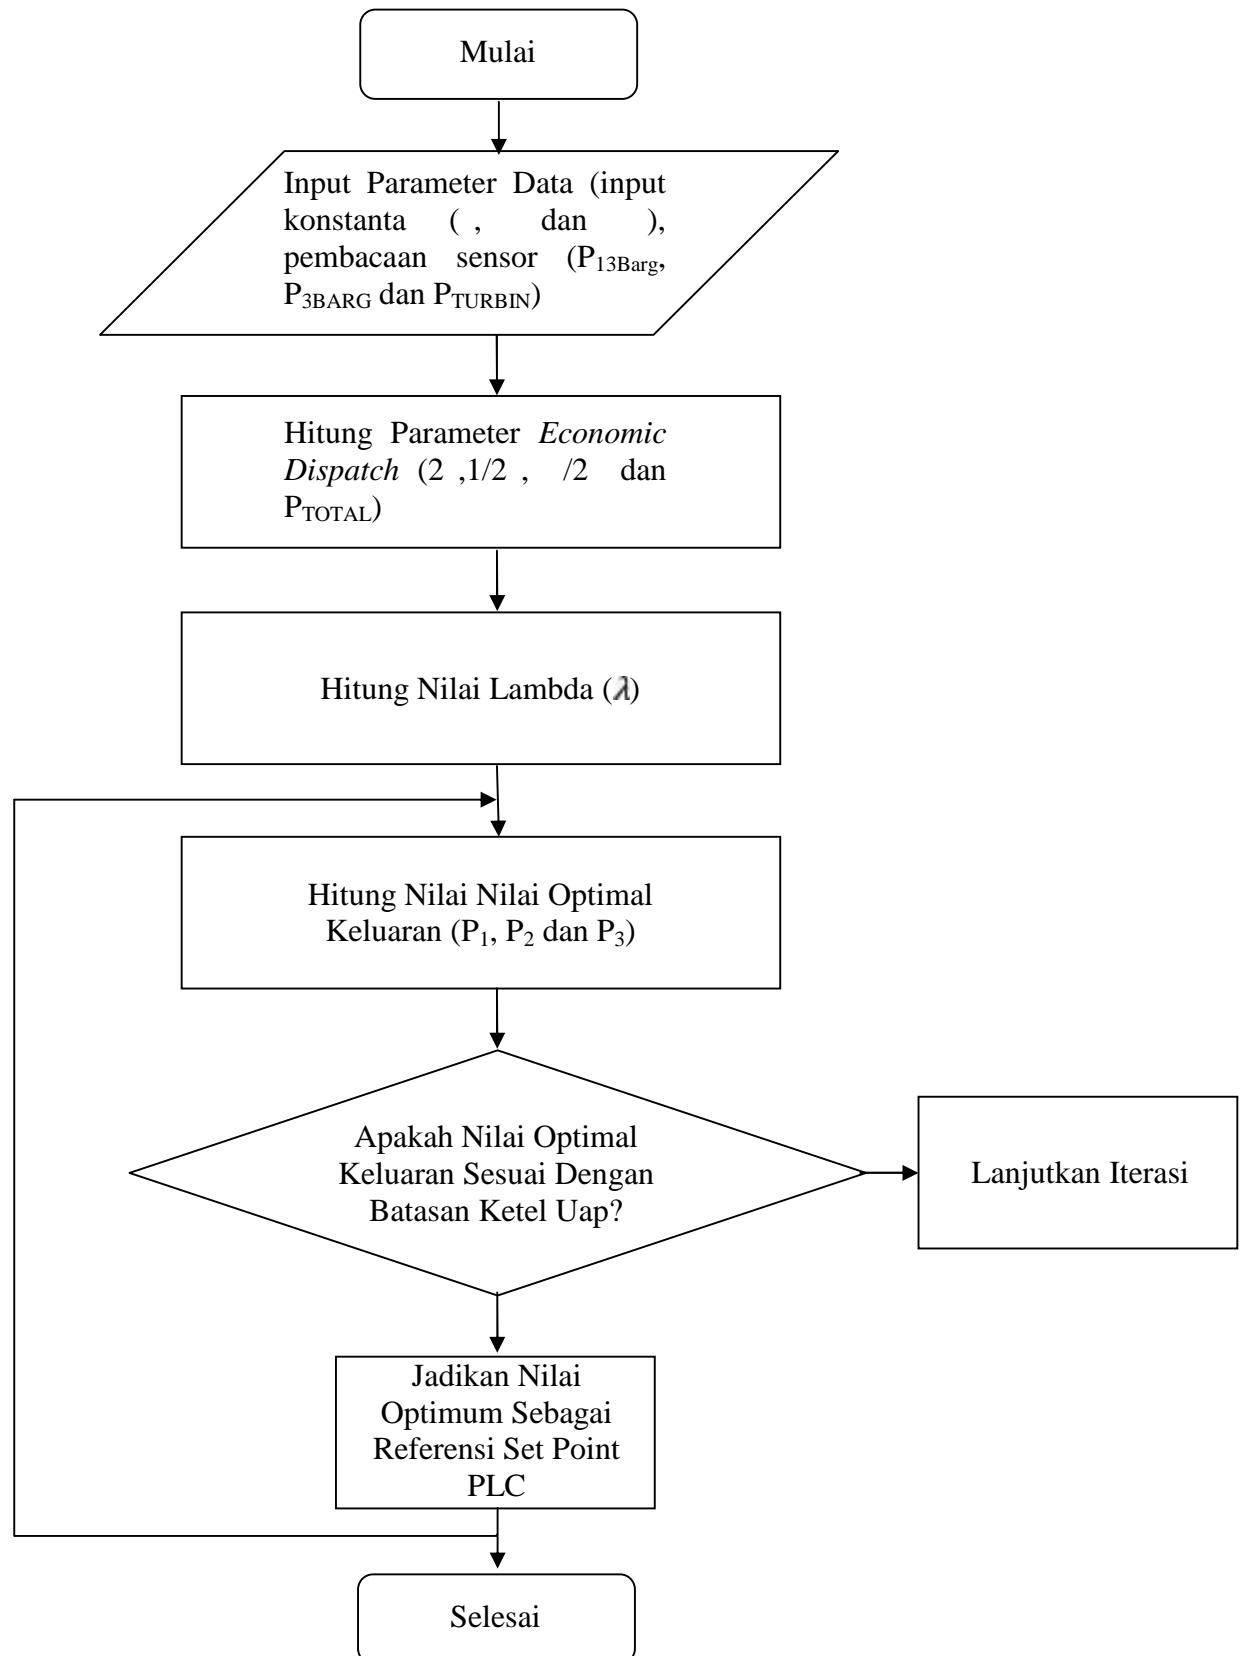 Mulai
Input Parameter Data (input
konstanta ( , dan ),
pembacaan sensor (P13Barg,
P3BARG dan PTURBIN)
Hitung Parameter Economic
Dispatch (2 ,1/2 , /2 dan
PTOTAL)
Hitung Nilai Lambda (λ)
Hitung Nilai Nilai Optimal
Keluaran (P1, P2 dan P3)
Apakah Nilai Optimal
Keluaran Sesuai Dengan
Batasan Ketel Uap?
Lanjutkan Iterasi
Jadikan Nilai
Optimum Sebagai
Referensi Set Point
PLC
Selesai